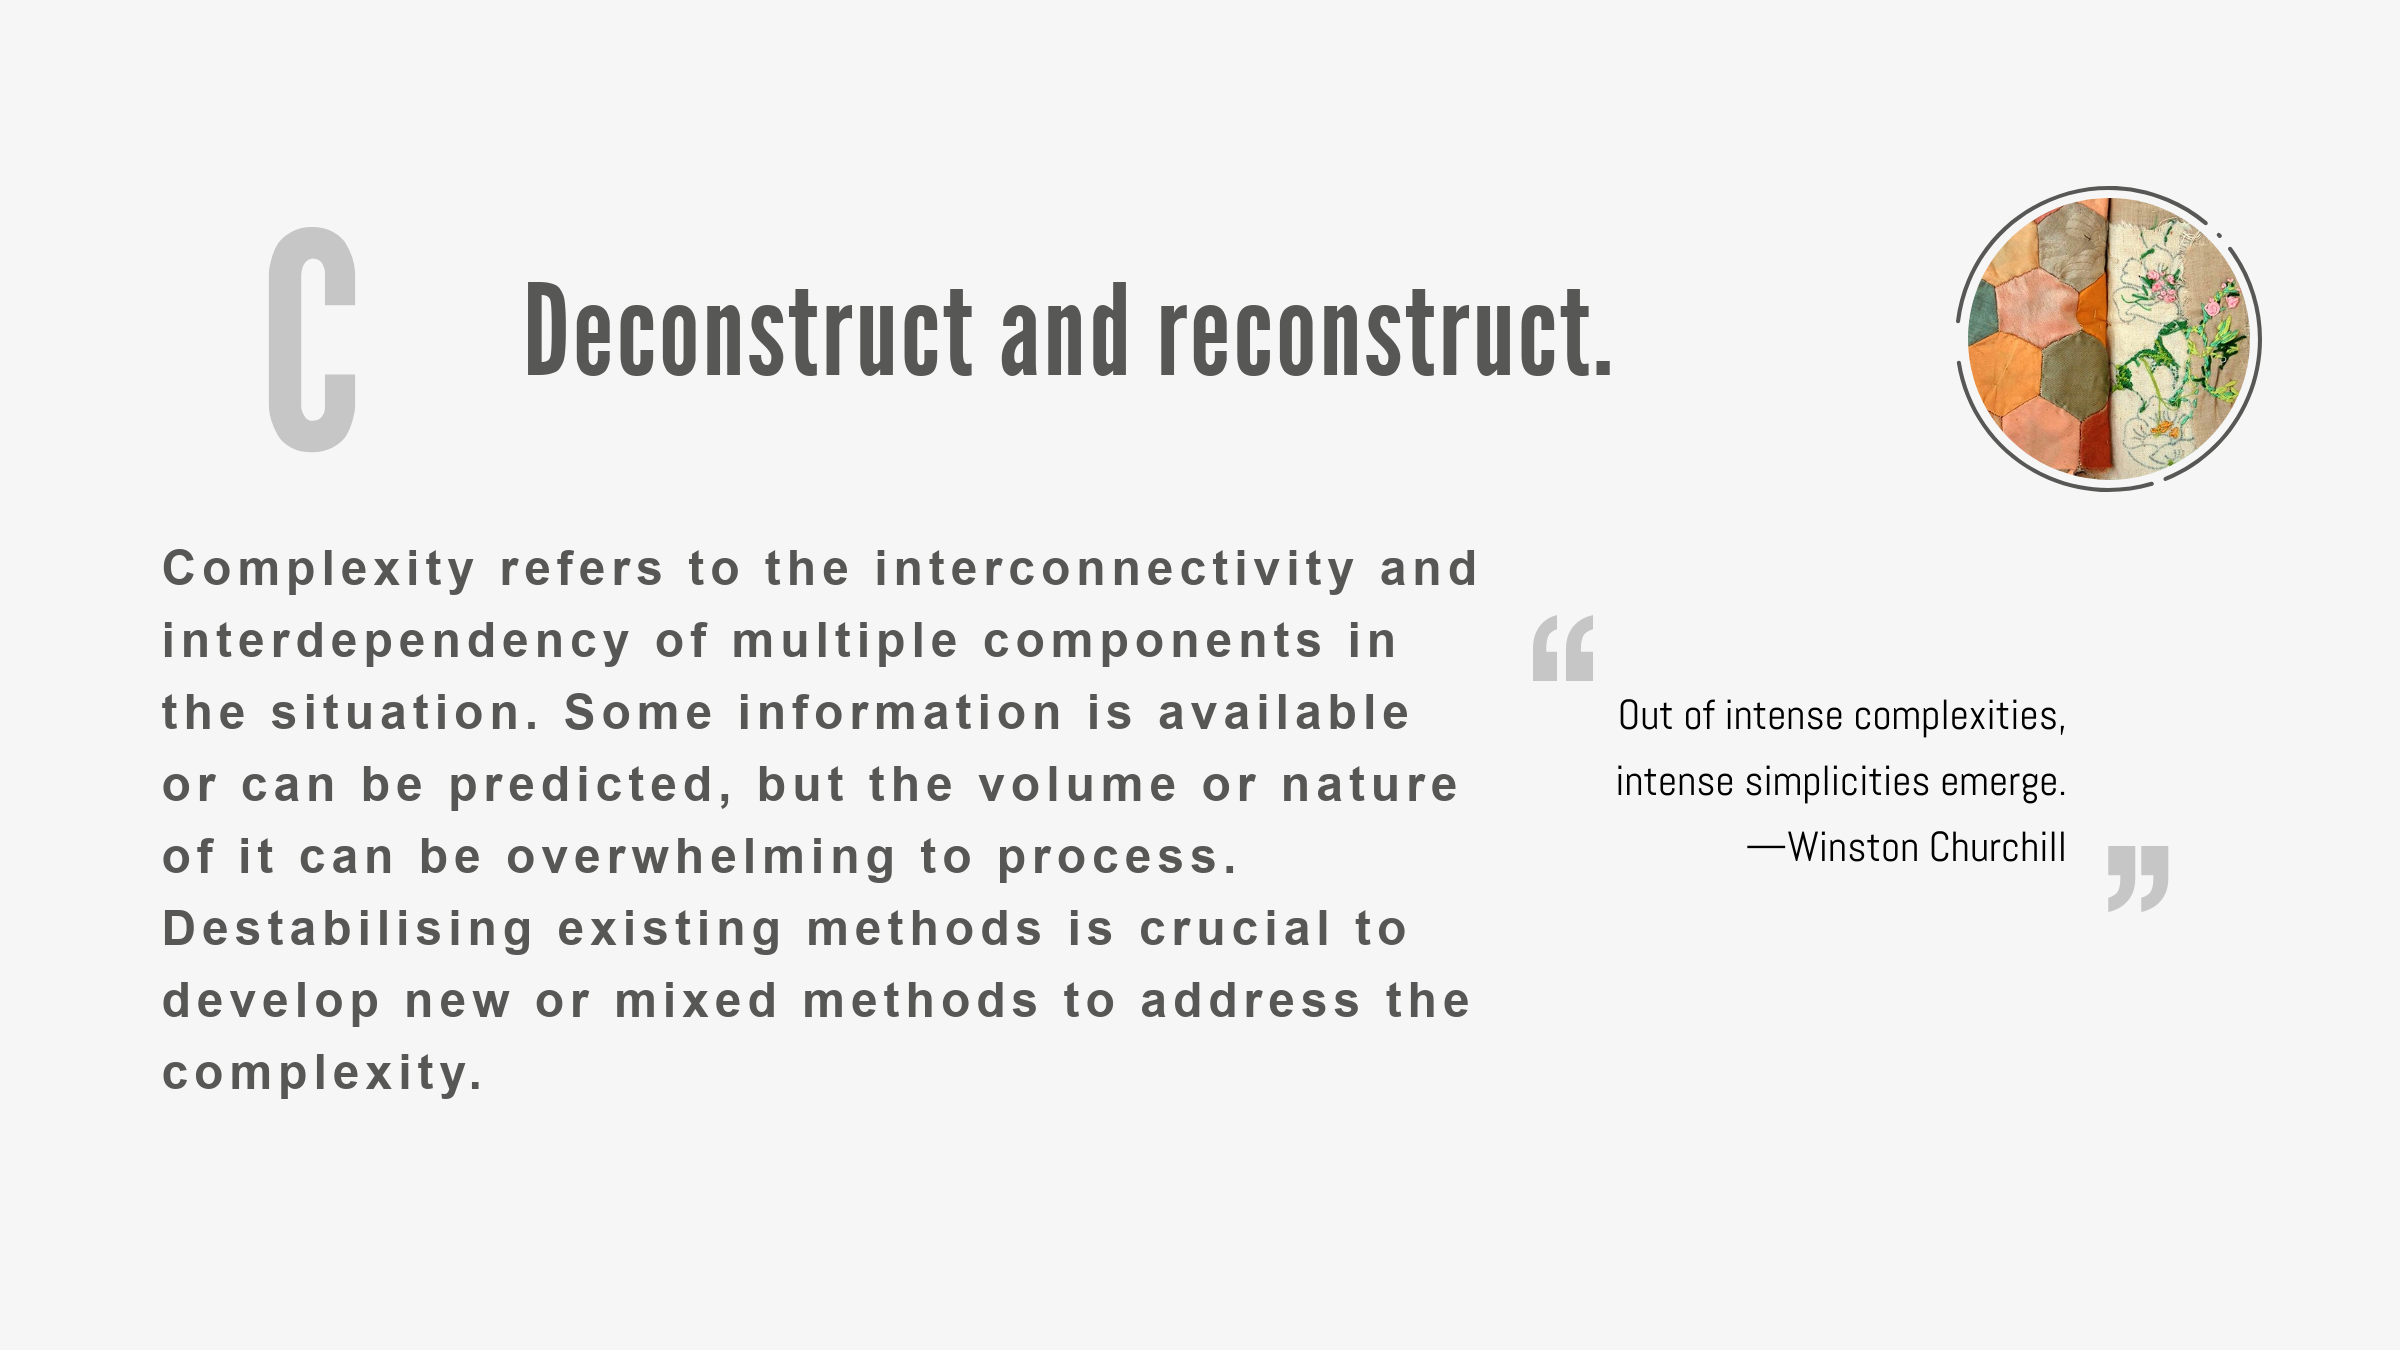 C
Deconstruct and reconstruct.
Complexity refers to the interconnectivity and
interdependency of multiple components in
the situation. Some information is available
or can be predicted, but the volume or nature
of it can be overwhelming to process.
Destabilising existing methods is crucial to
develop new or mixed methods to address the
complexity.
“
Out of intense complexities,
intense simplicities emerge.
—Winston Churchill
”